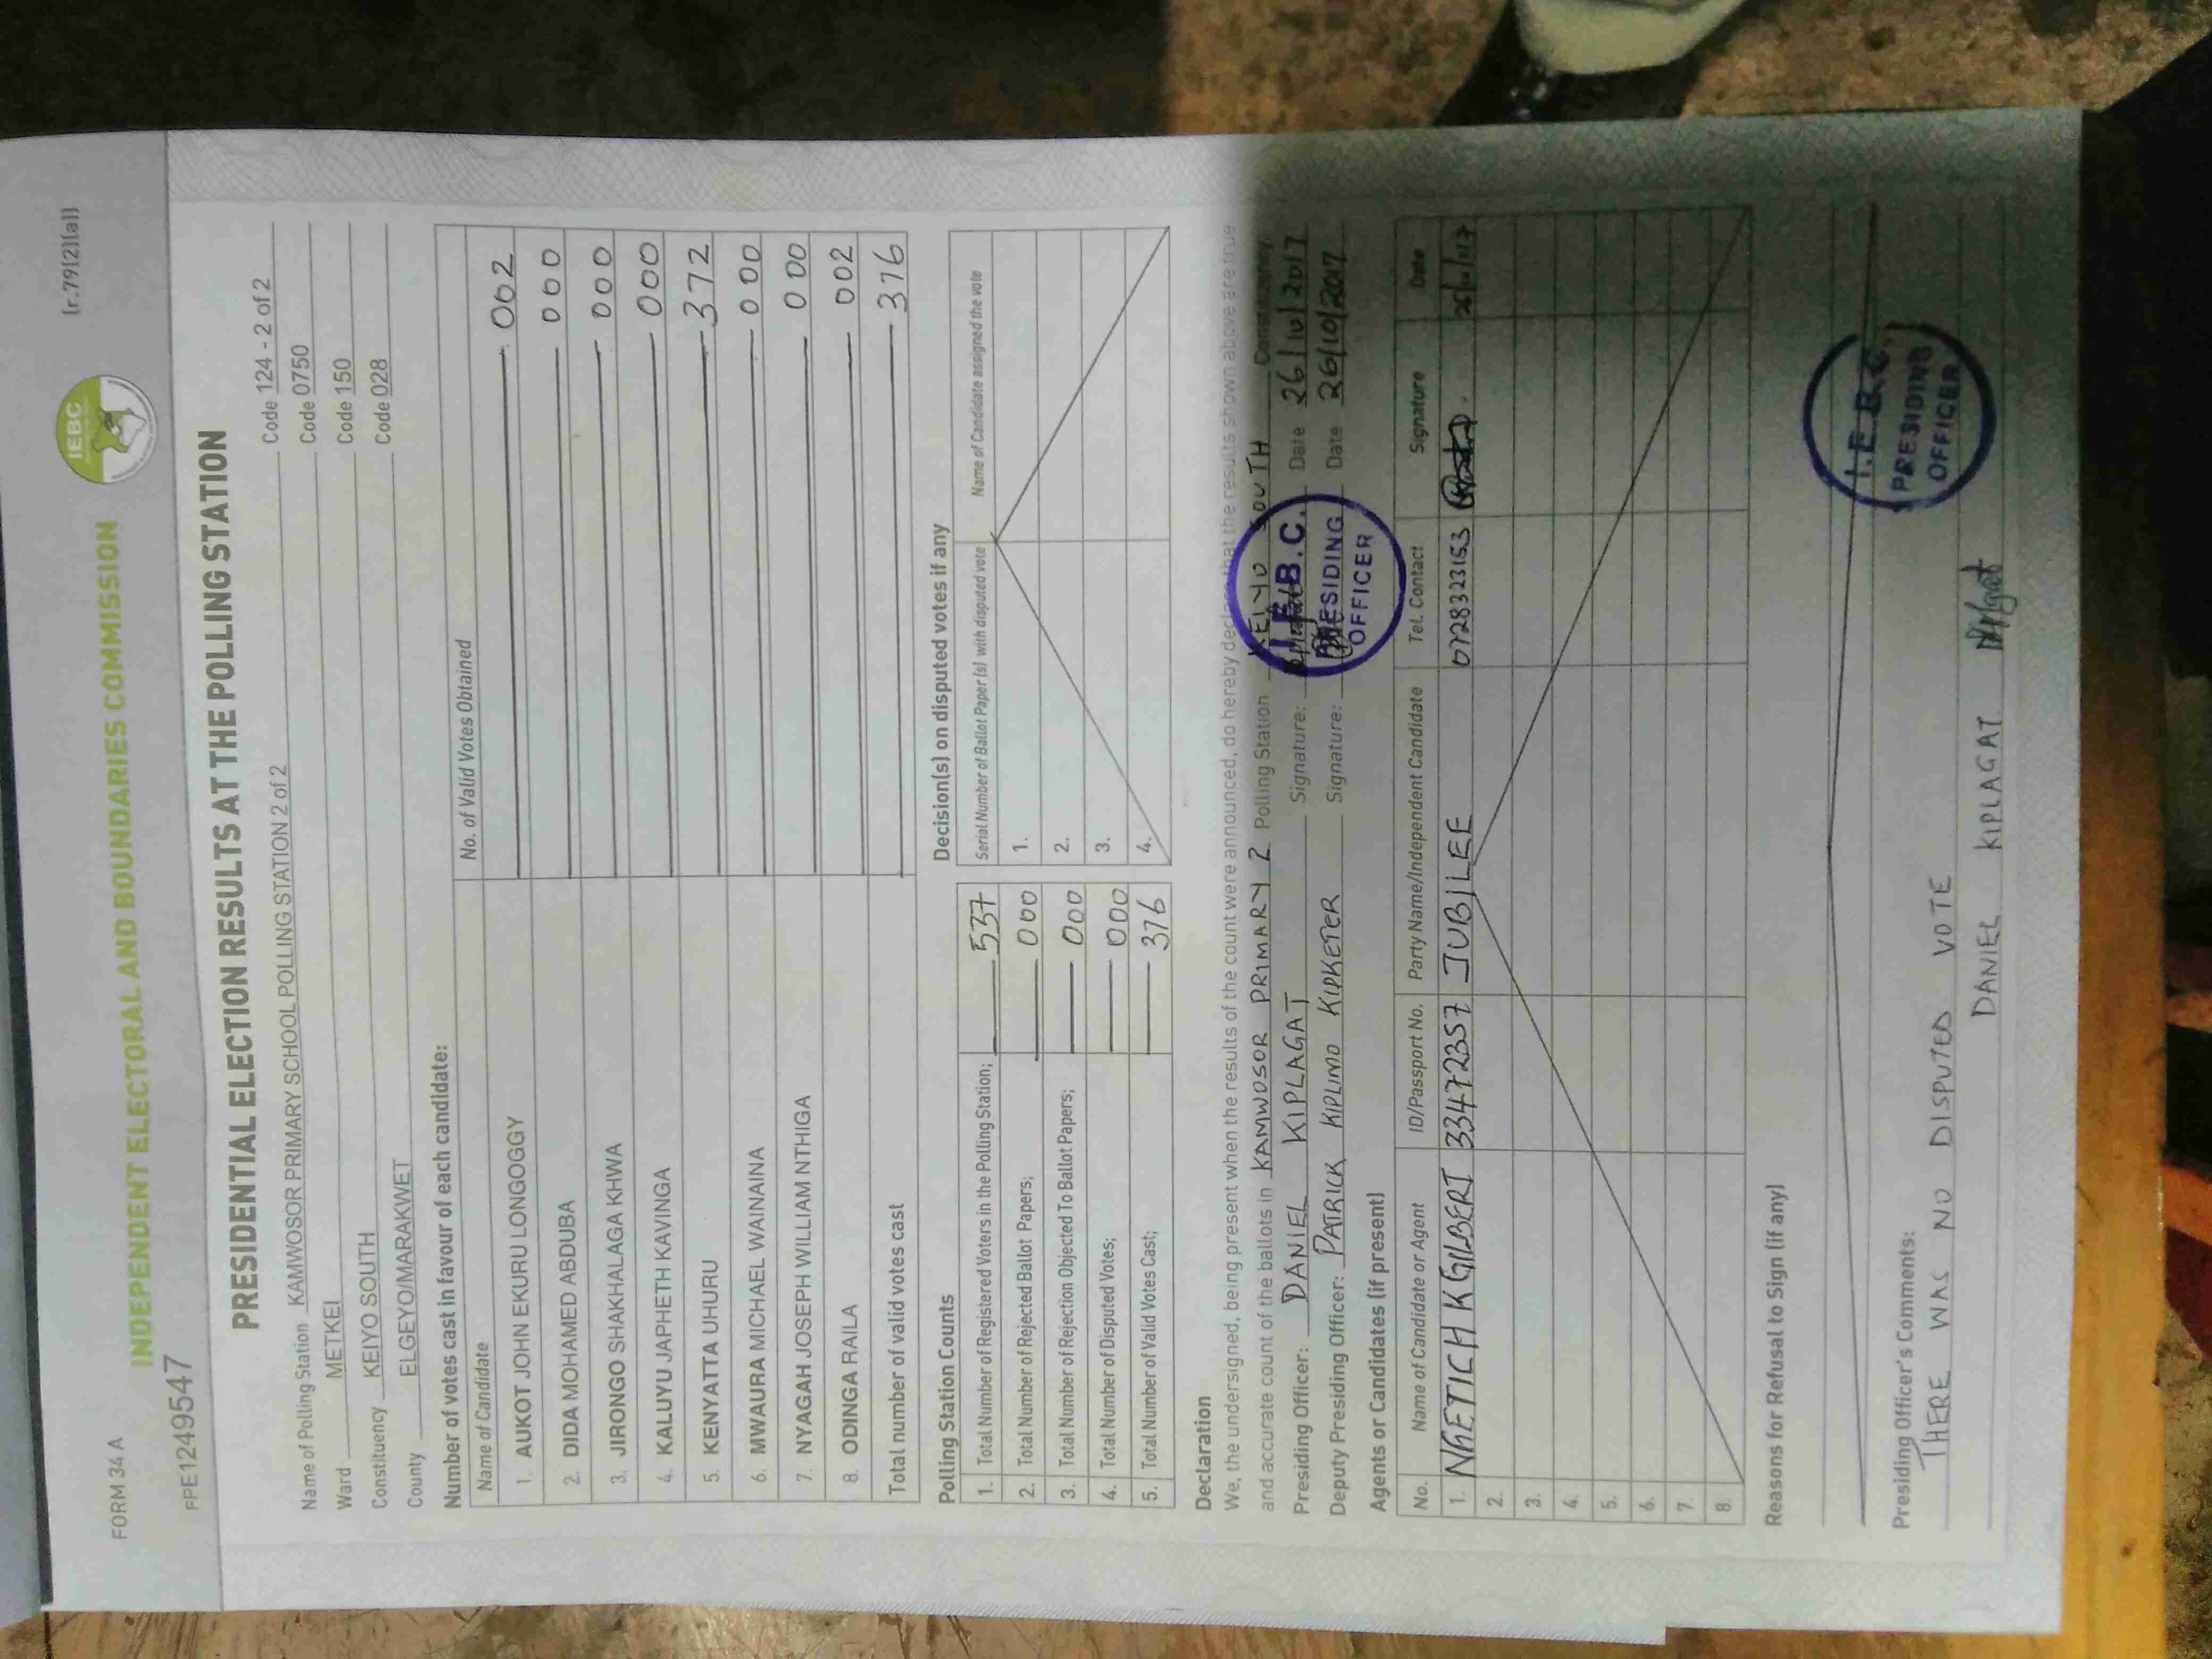 FORM 34 A
(r.79(2)(a))
IEBC
INDEPENDENT ELECTORAL AND BOUNDARIES COMMISSION
FPE1249547
PRESIDENTIAL ELECTION RESULTS AT THE POLLING STATION
Name of Polling Station KAMWOSOR PRIMARY SCHOOL POLLING STATION 2 of 2 Code 124 - 2 of 2
Ward METKEI Code 0750
Constituency KEIYO SOUTH Code 150
County ELGEYO/MARAKWET Code 028
Number of votes cast in favour of each candidate:
Name of Candidate No. of Valid Votes Obtained
1. AUKOT JOHN EKURU LONGOGGY 002
2. DIDA MOHAMED ABDUBA 000
3. JIRONGO SHAKHALAGA KHWA 000
4. KALUYU JAPHETH KAVINGA 000
5. KENYATTA UHURU 372
6. MWAURA MICHAEL WAINAINA 000
7. NYAGAH JOSEPH WILLIAM NTHIGA 000
8. ODINGA RAILA 002
Total number of valid votes cast 376
Polling Station Counts
1. Total Number of Registered Voters in the Polling Station; 537
2. Total Number of Rejected Ballot Papers; 000
3. Total Number of Rejection Objected To Ballot Papers; 000
4. Total Number of Disputed Votes; 000
5. Total Number of Valid Votes Cast; 376
Decision(s) on disputed votes if any
Serial Number of Ballot Paper (s) with disputed vote Name of Candidate assigned the vote
1.
2.
3.
4.
Declaration
We, the undersigned, being present when the results of the count were announced, do hereby declare that the results shown above are true
and accurate count of the ballots in KAMWOSOR PRIMARY 2 Polling Station KEIYO SOUTH Constituency
Presiding Officer: DANIEL KIPLAGAT Signature: Date 26/10/2017
Deputy Presiding Officer: PATRICK KIPLIMO KIPKETER Signature: Date 26/10/2017
I.E.B.C.
PRESIDING
OFFICER
Agents or Candidates (if present)
No. Name of Candidate or Agent ID/Passport No. Party Name/Independent Candidate Tel. Contact Signature Date
1. NGETICH K GILBERT 33472357 JUBILEE 0728323153 26/10/17
2.
3.
4.
5.
6.
7.
8.
Reasons for Refusal to Sign (if any)
I.E.B.C.
PRESIDING
OFFICER
Presiding Officer's Comments:
THERE WAS NO DISPUTED VOTE
DANIEL KIPLAGAT